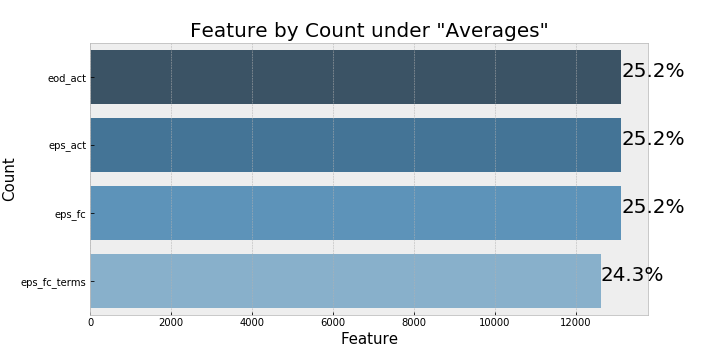 Feature by Count under "Averages"
eod_act
25.2%
eps_act
25.2%
eps_fc
25.2%
eps_fc_terms
24.3%
0 2000 4000 6000 8000 10000 12000
Feature
Count